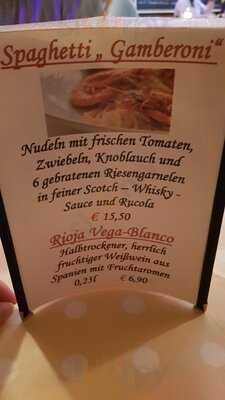 Spaghetti „ Gamberoni“
Nudeln mit frischen Tomaten,
Zwiebeln, Knoblauch und
6 gebratenen Riesengarnelen
in feiner Scotch – Whisky -
Sauce und Rucola
€ 15,50
Rioja Vega-Blanco
Halbtrockener, herrlich
fruchtiger Weißwein aus
Spanien mit Fruchtaromen
0,25l € 6,90